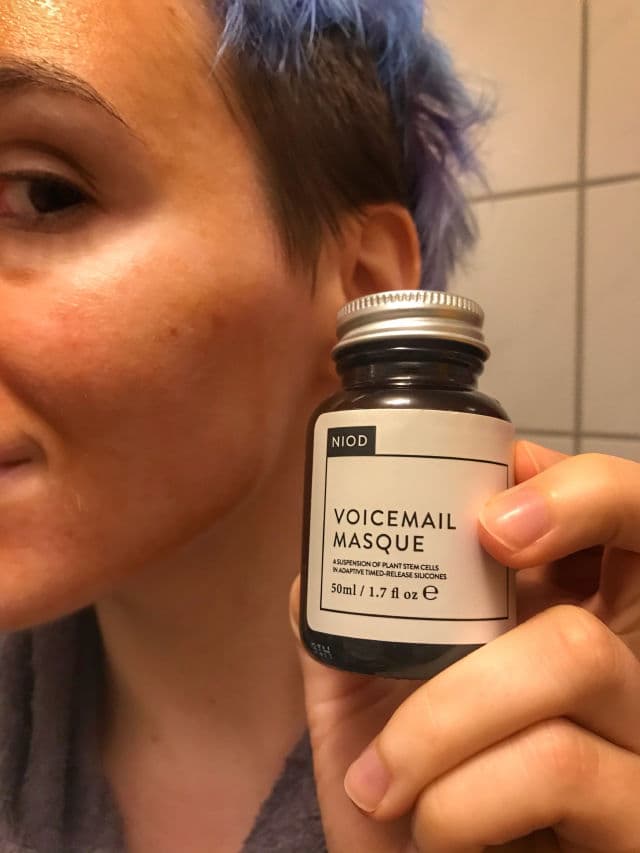 NIOD
VOICEMAIL
MASQUE
A SUSPENSION OF PLANT STEM CELLS
IN ADAPTIVE TIMED-RELEASE SILICONES
50ml / 1.7 fl oz ℮